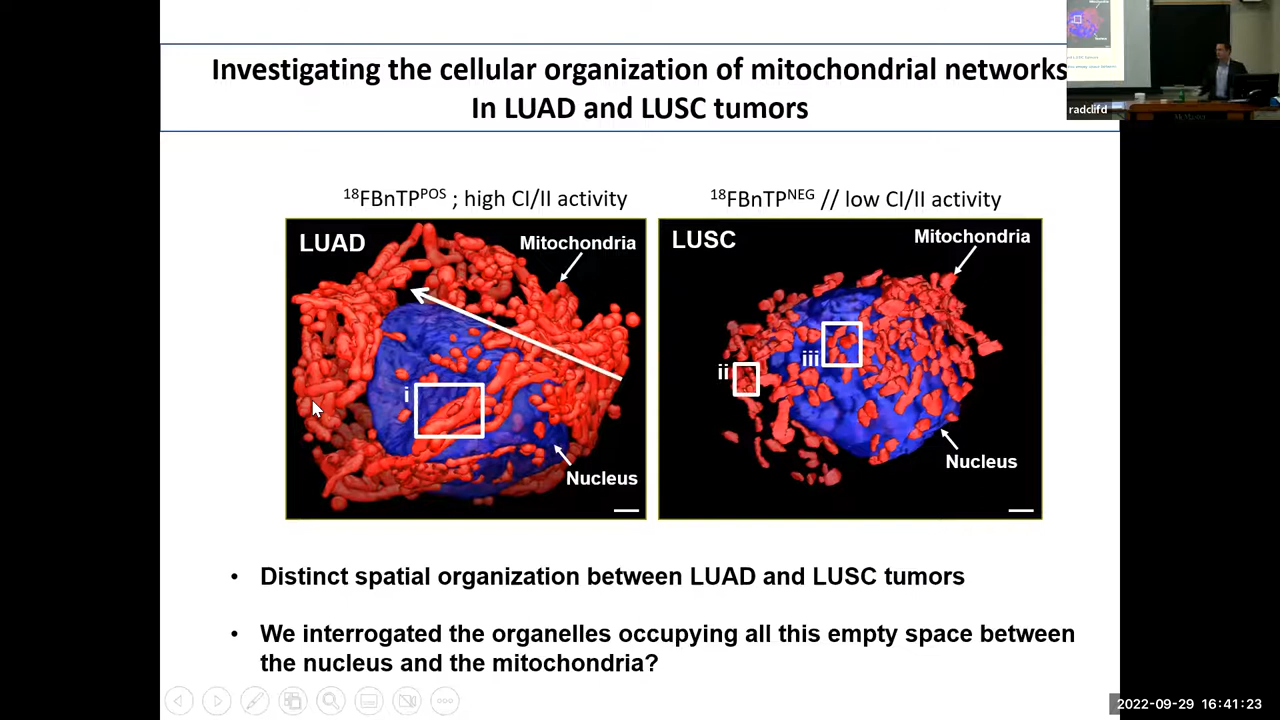 Investigating the cellular organization of mitochondrial networks
In LUAD and LUSC tumors
radclifd
18FBnTPPOS ; high CI/II activity
18FBnTPNEG // low CI/II activity
LUAD
Mitochondria
i
Nucleus
LUSC
Mitochondria
ii
iii
Nucleus
• Distinct spatial organization between LUAD and LUSC tumors
• We interrogated the organelles occupying all this empty space between
the nucleus and the mitochondria?
2022-09-29 16:41:23